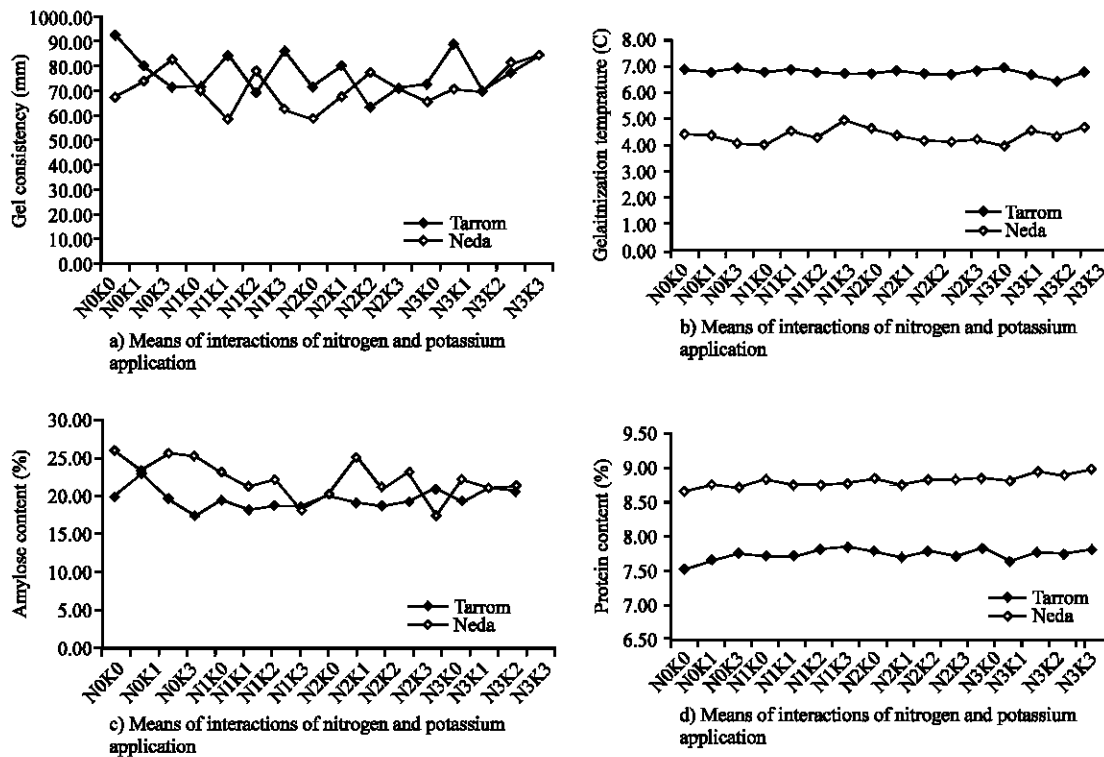 1000.00
90.00
80.00
70.00
60.00
50.00
40.00
30.00
20.00
10.00
0.00
Gel consistency (mm)
Tarrom
Neda
N0K0 N0K1 N0K3 N1K0 N1K1 N1K2 N1K3 N2K0 N2K1 N2K2 N2K3 N3K0 N3K1 N3K2 N3K3
a) Means of interactions of nitrogen and potassium
application
8.00
7.00
6.00
5.00
4.00
3.00
2.00
1.00
0.00
Gelaitnization temprature (C)
Tarrom
Neda
N0K0 N0K1 N0K3 N1K0 N1K1 N1K2 N1K3 N2K0 N2K1 N2K2 N2K3 N3K0 N3K1 N3K2 N3K3
b) Means of interactions of nitrogen and potassium
application
30.00
25.00
20.00
15.00
10.00
5.00
0.00
Amylose content (%)
Tarrom
Neda
N0K0 N0K1 N0K3 N1K0 N1K1 N1K2 N1K3 N2K0 N2K1 N2K2 N2K3 N3K0 N3K1 N3K2 N3K3
c) Means of interactions of nitrogen and potassium
application
9.50
9.00
8.50
8.00
7.50
7.00
6.50
Protein content (%)
Tarrom
Neda
N0K0 N0K1 N0K3 N1K0 N1K1 N1K2 N1K3 N2K0 N2K1 N2K2 N2K3 N3K0 N3K1 N3K2 N3K3
d) Means of interactions of nitrogen and potassium
application